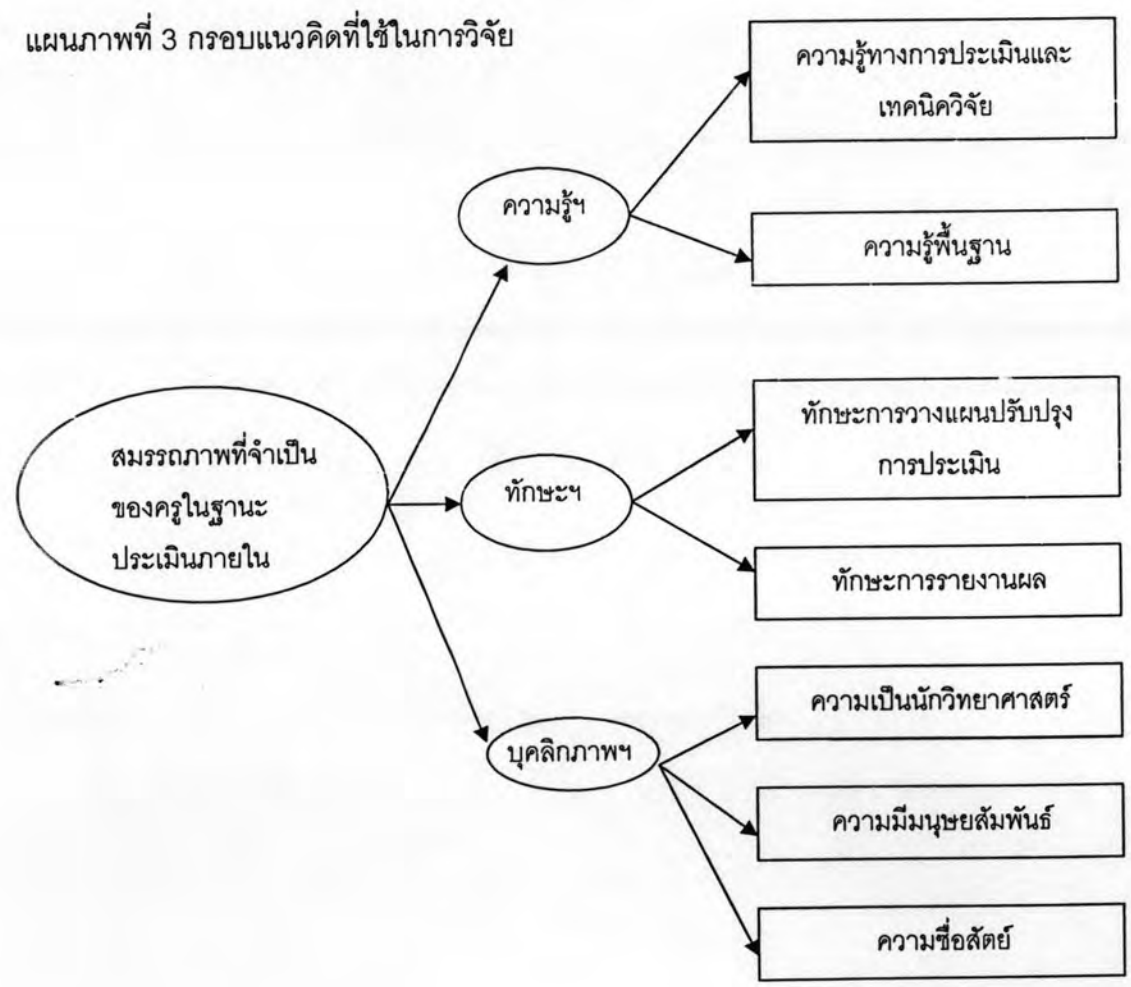 แผนภาพที่ 3 กรอบแนวคิดที่ใช้ในการวิจัย
ความรู้ทางการประเมินและ
เทคนิควิจัย
ความรู้ฯ
ความรู้พื้นฐาน
สมรรถภาพที่จำเป็น
ของครูในฐานะ
ประเมินภายใน
ทักษะฯ
ทักษะการวางแผนปรับปรุง
การประเมิน
ทักษะการรายงานผล
บุคลิกภาพฯ
ความเป็นนักวิทยาศาสตร์
ความมีมนุษยสัมพันธ์
ความซื่อสัตย์